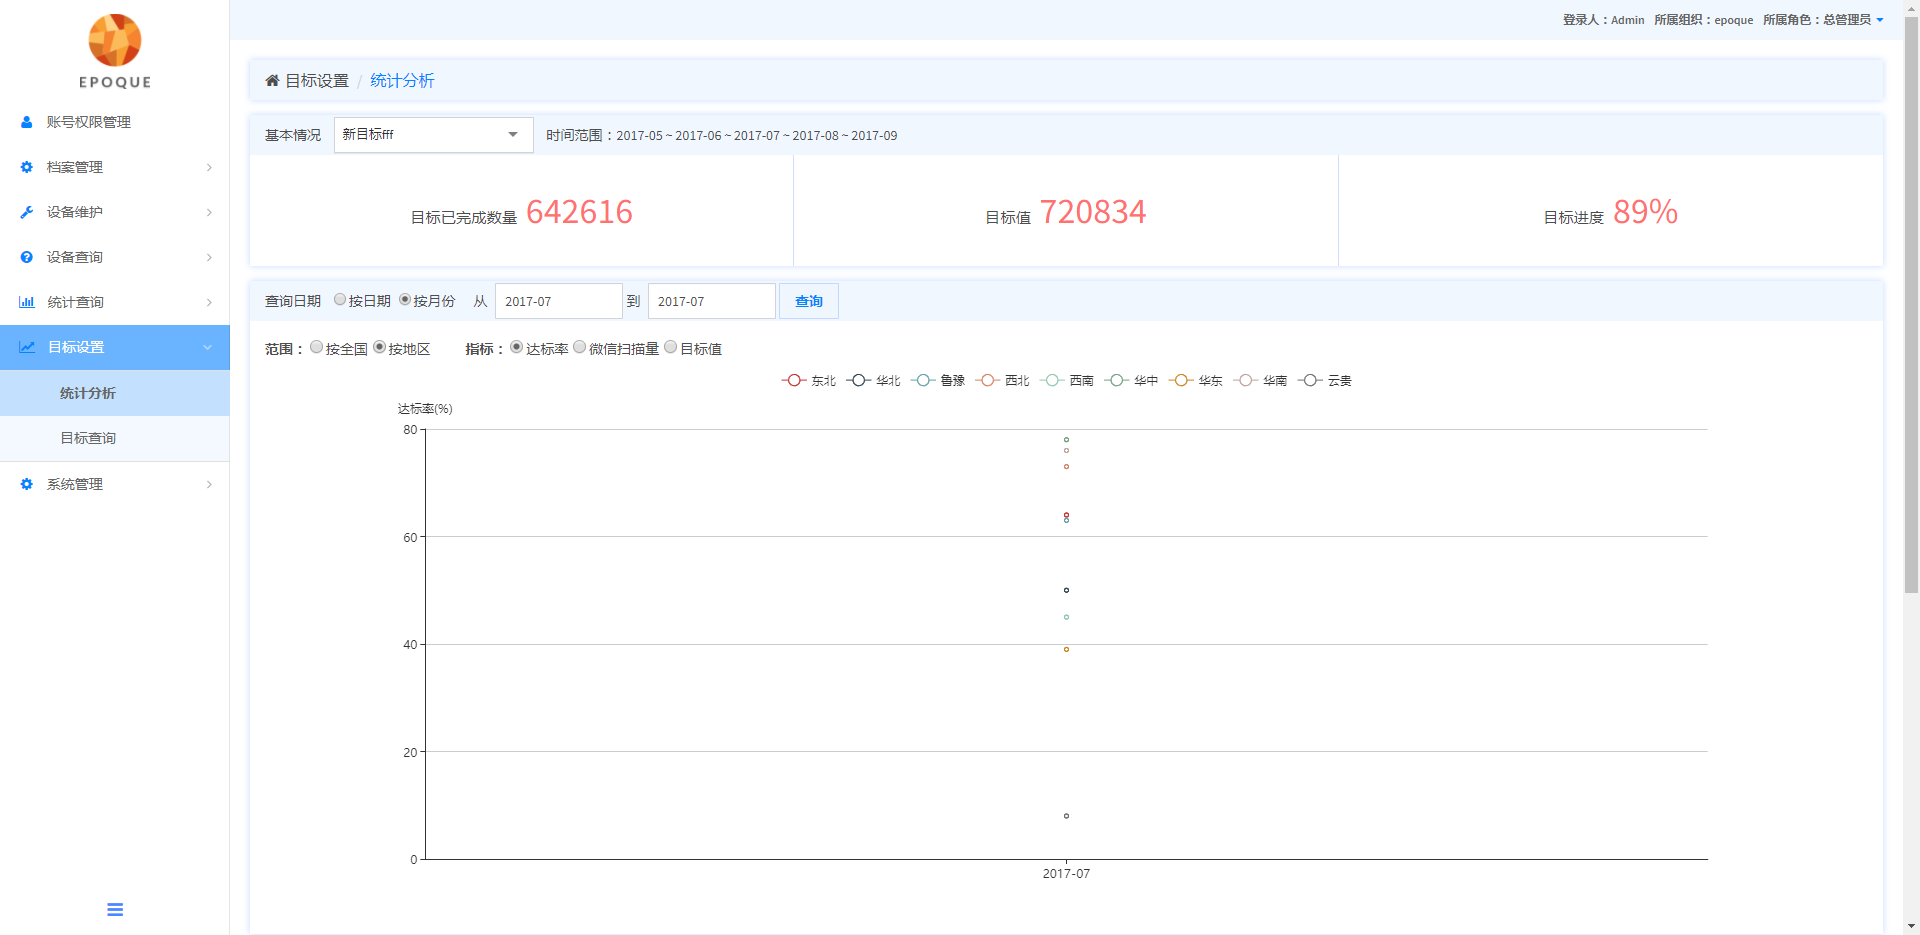 EPOQUE
登录人：Admin 所属组织：epoque 所属角色：总管理员
账号权限管理
档案管理
设备维护
设备查询
统计查询
目标设置
统计分析
目标查询
系统管理
目标设置 / 统计分析
基本情况 新目标fff 时间范围：2017-05 ~ 2017-06 ~ 2017-07 ~ 2017-08 ~ 2017-09
目标已完成数量 642616
目标值 720834
目标进度 89%
查询日期 按日期 按月份 从 2017-07 到 2017-07 查询
范围： 按全国 按地区 指标： 达标率 微信扫描量 目标值
东北 华北 鲁豫 西北 西南 华中 华东 华南 云贵
达标率(%)
80
60
40
20
0
2017-07